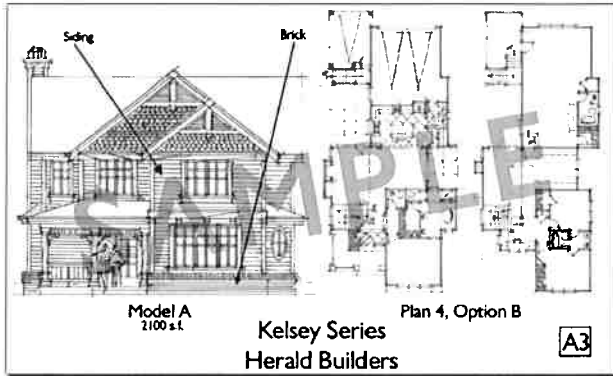 Siding
Brick
SAMPLE
Model A
2100 s.f.
Plan 4, Option B
Kelsey Series
Herald Builders
A3